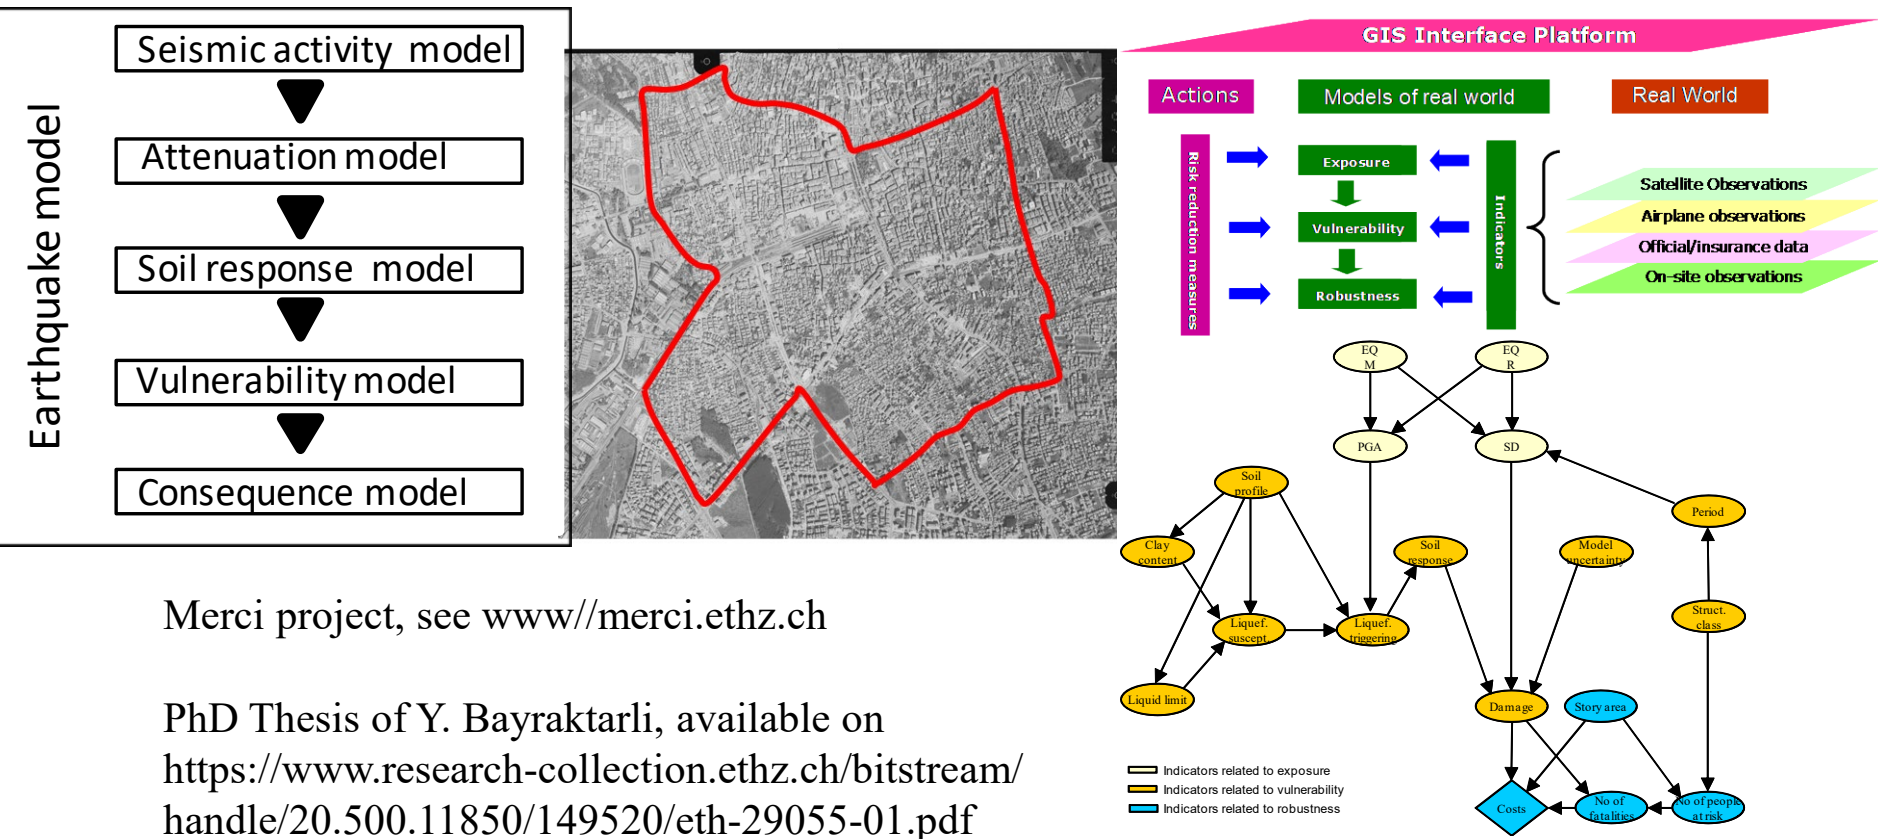 Earthquake model
Seismic activity model
Attenuation model
Soil response model
Vulnerability model
Consequence model
GIS Interface Platform
Actions
Models of real world
Real World
Risk reduction measures
Exposure
Vulnerability
Robustness
Indicators
Satellite Observations
Airplane observations
Official/insurance data
On-site observations
EQ
M
EQ
R
PGA
SD
Soil
profile
Period
Clay
content
Soil
response
Model
uncertainty
Liquef.
suscept.
Liquef.
triggering
Struct.
class
Liquid limit
Damage
Story area
Costs
No of
fatalities
No of people
at risk
Indicators related to exposure
Indicators related to vulnerability
Indicators related to robustness
Merci project, see www//merci.ethz.ch
PhD Thesis of Y. Bayraktarli, available on
https://www.research-collection.ethz.ch/bitstream/
handle/20.500.11850/149520/eth-29055-01.pdf